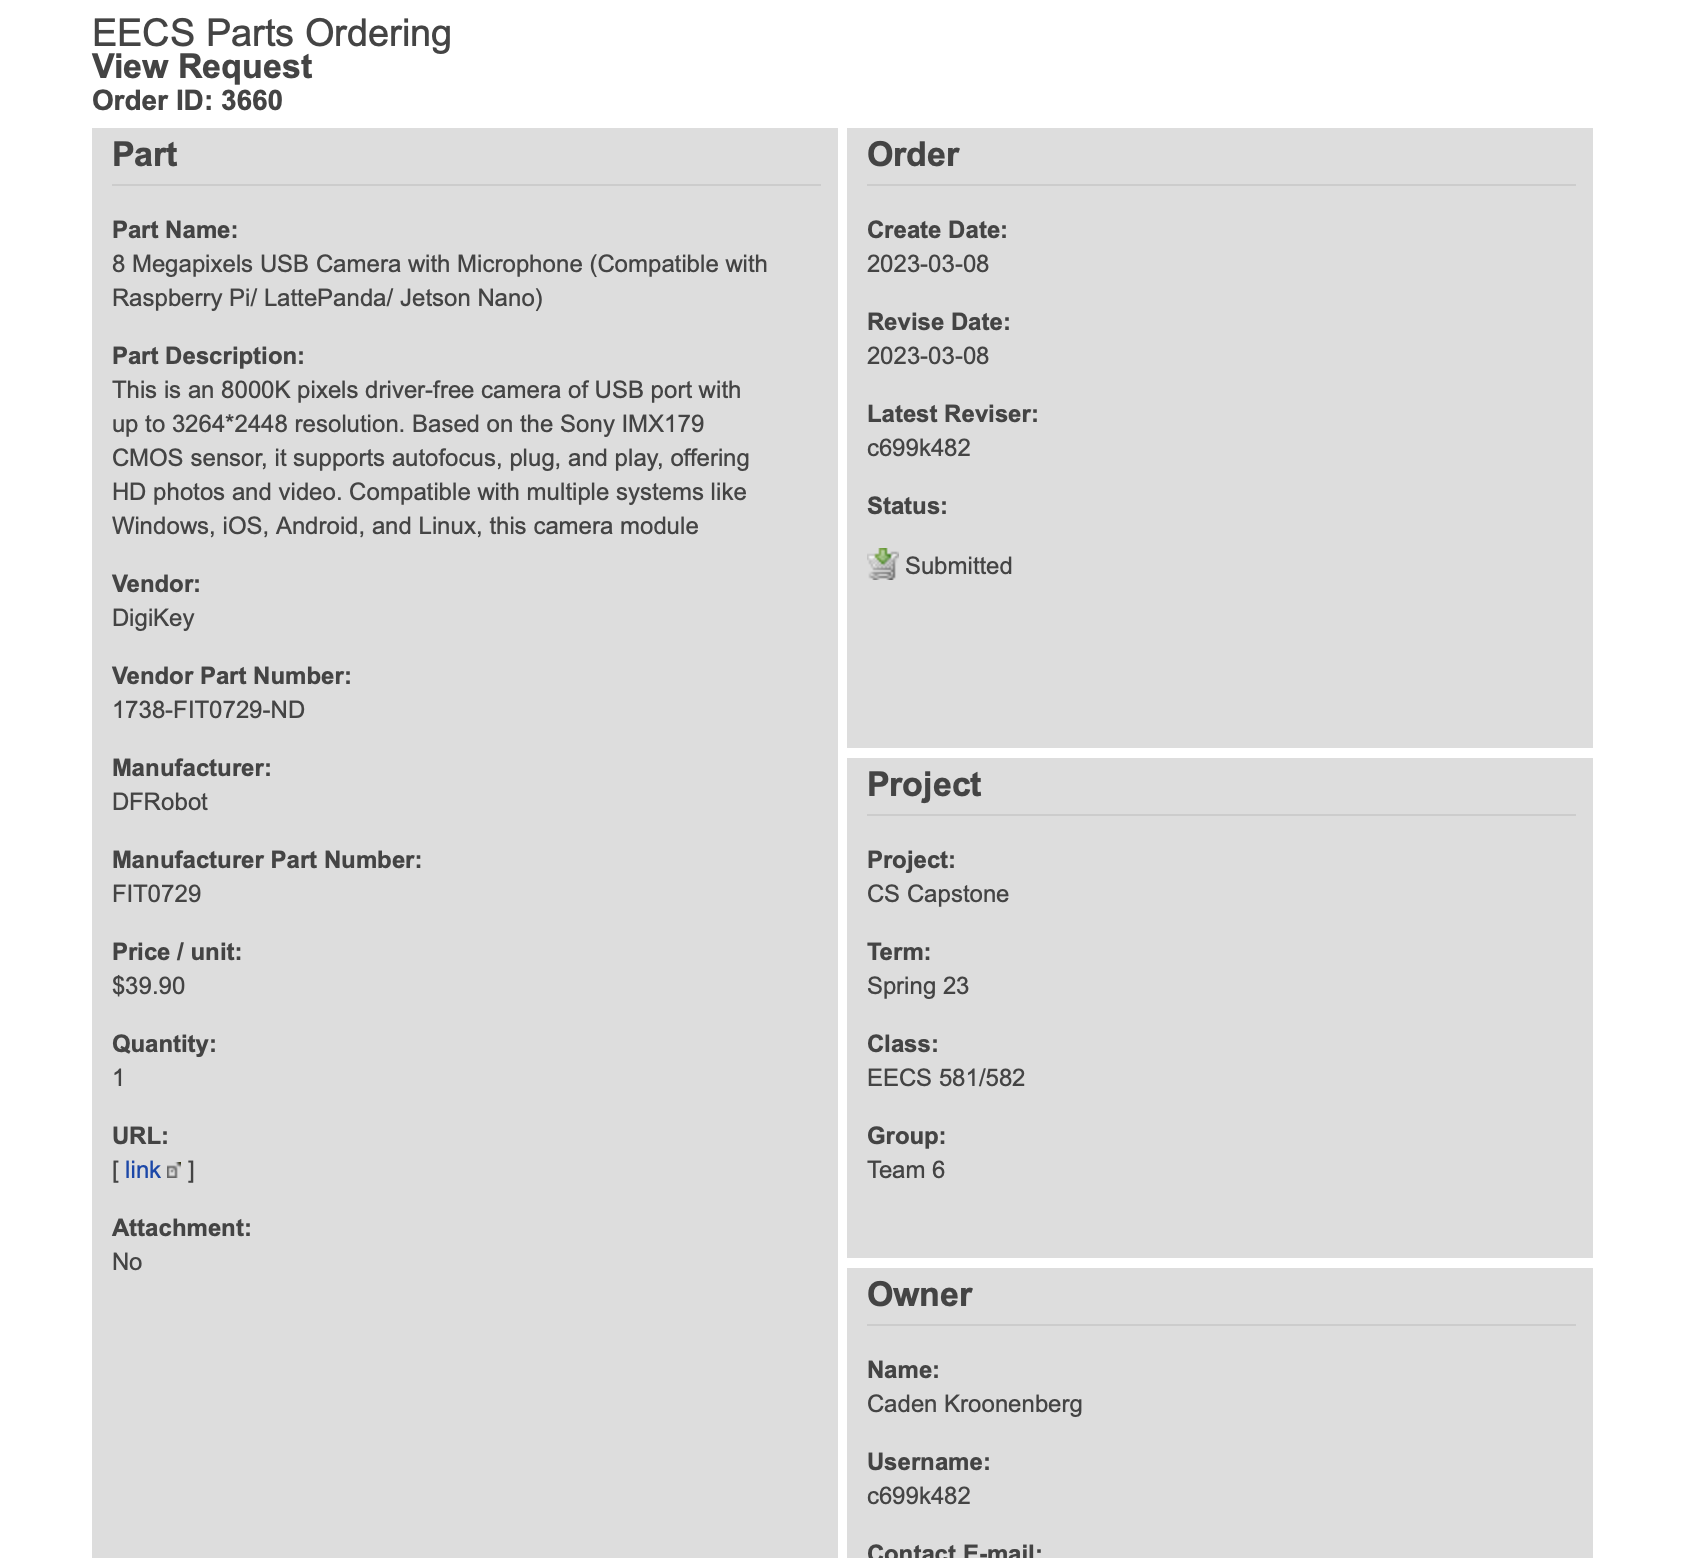 EECS Parts Ordering
View Request
Order ID: 3660
Part
Part Name:
8 Megapixels USB Camera with Microphone (Compatible with
Raspberry Pi/ LattePanda/ Jetson Nano)
Part Description:
This is an 8000K pixels driver-free camera of USB port with
up to 3264*2448 resolution. Based on the Sony IMX179
CMOS sensor, it supports autofocus, plug, and play, offering
HD photos and video. Compatible with multiple systems like
Windows, iOS, Android, and Linux, this camera module
Vendor:
DigiKey
Vendor Part Number:
1738-FIT0729-ND
Manufacturer:
DFRobot
Manufacturer Part Number:
FIT0729
Price / unit:
$39.90
Quantity:
1
URL:
[ link ]
Attachment:
No
Order
Create Date:
2023-03-08
Revise Date:
2023-03-08
Latest Reviser:
c699k482
Status:
Submitted
Project
Project:
CS Capstone
Term:
Spring 23
Class:
EECS 581/582
Group:
Team 6
Owner
Name:
Caden Kroonenberg
Username:
c699k482
Contact E-mail: